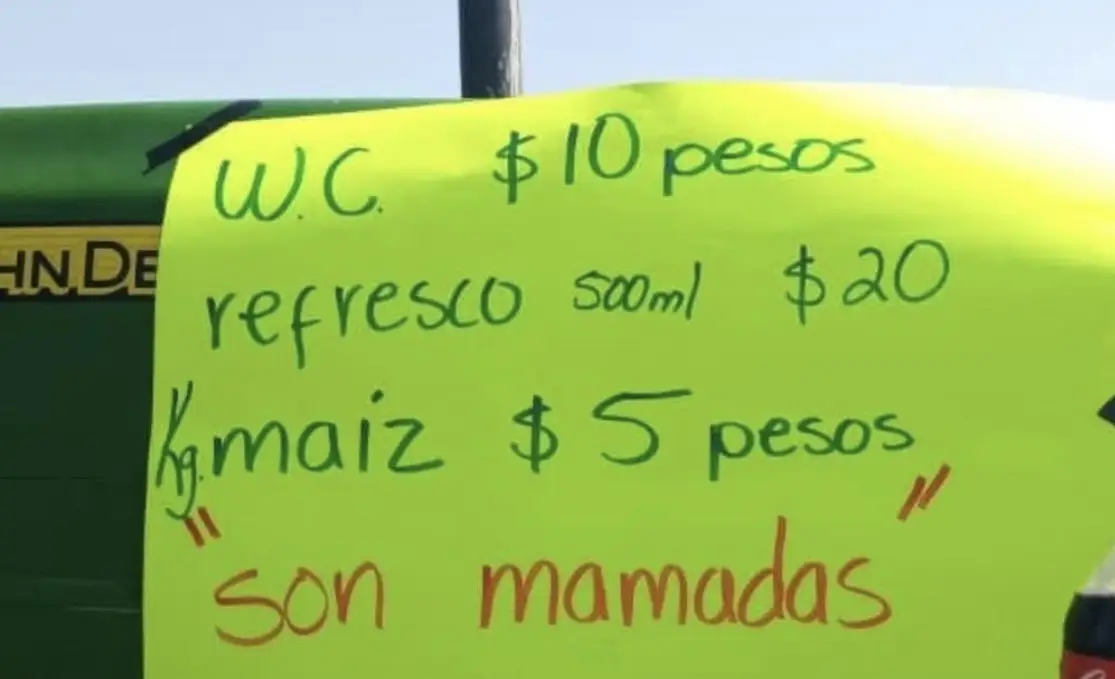 W.C. $10 pesos
HN DE
refresco 500ml $20
Kg. maiz $5 pesos
"son mamadas"